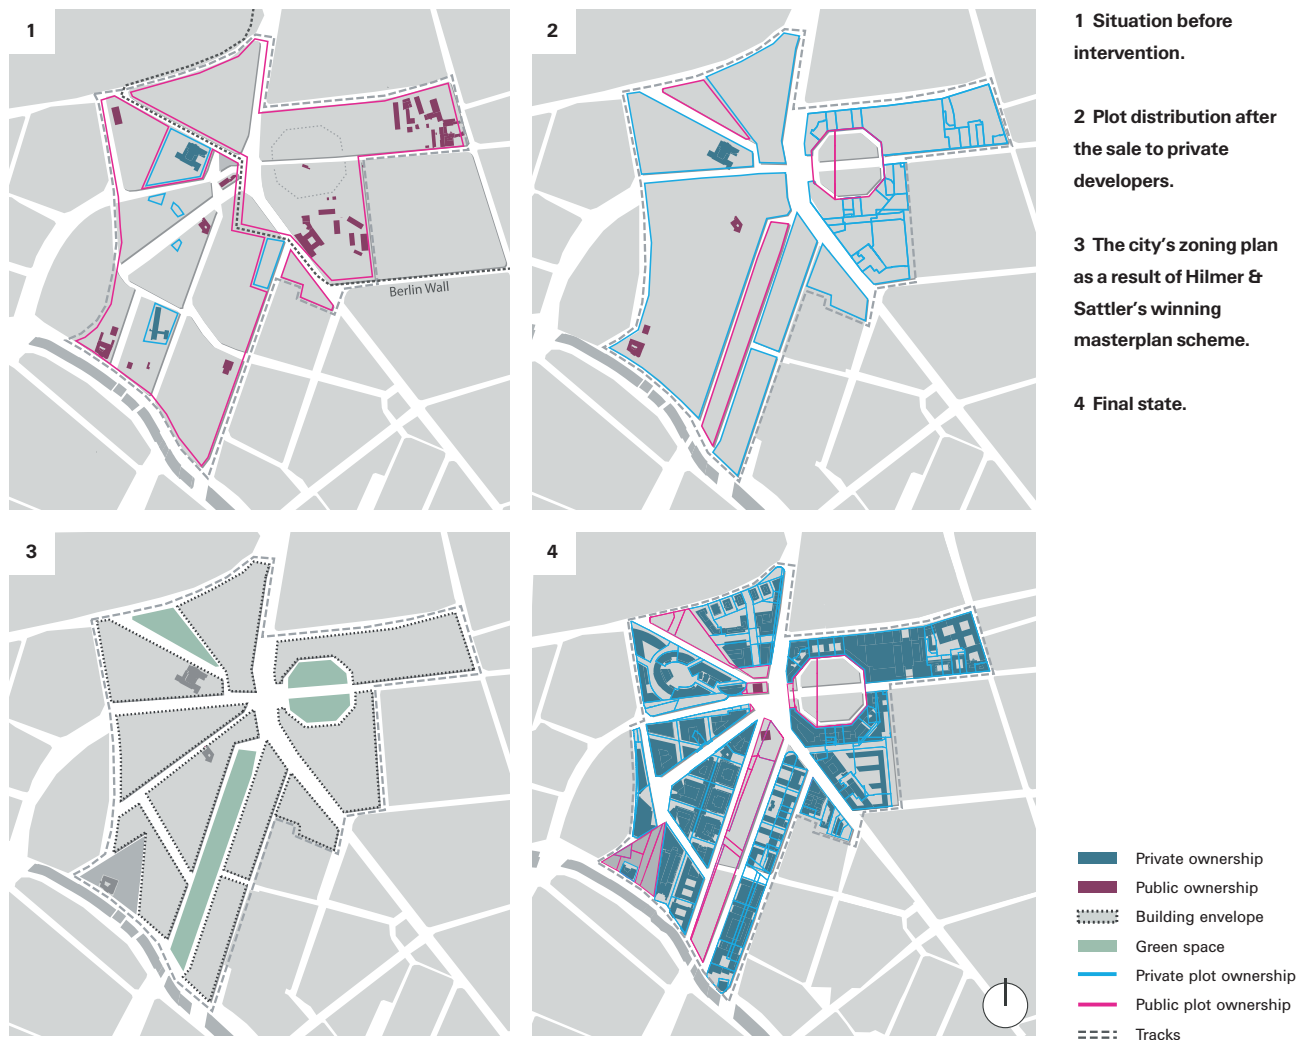 1
2
1 Situation before
intervention.
2 Plot distribution after
the sale to private
developers.
3 The city's zoning plan
as a result of Hilmer &
Sattler's winning
masterplan scheme.
4 Final state.
Berlin Wall
3
4
Private ownership
Public ownership
Building envelope
Green space
Private plot ownership
Public plot ownership
Tracks